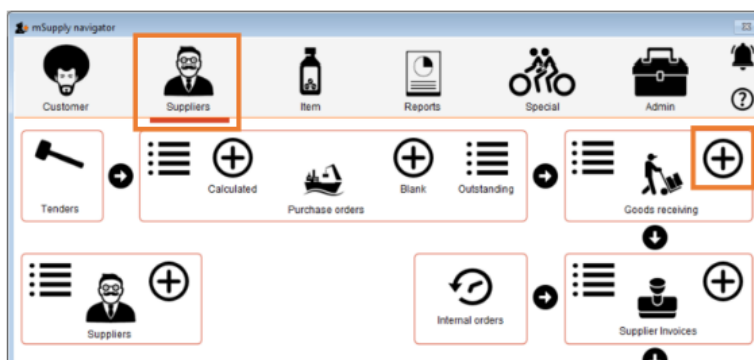 mSupply navigator
Customer
Suppliers
Item
Reports
Special
Admin
Tenders
Calculated
Purchase orders
Blank
Outstanding
Goods receiving
Suppliers
Internal orders
Supplier Invoices